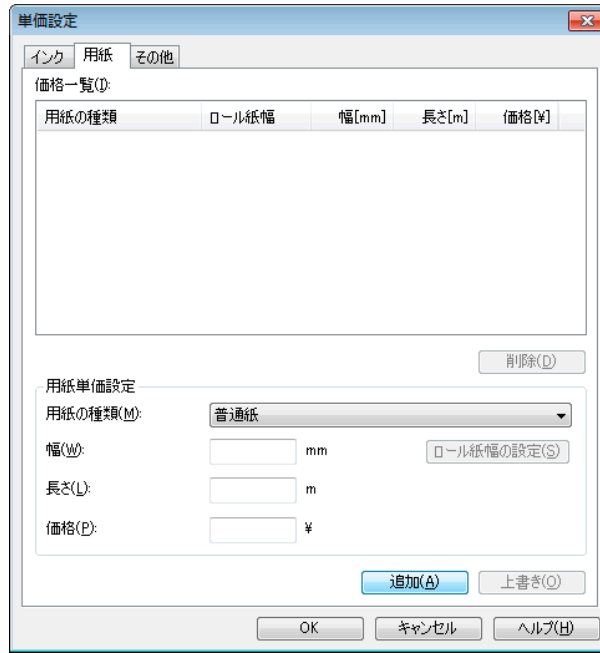 単価設定
インク 用紙 その他
価格一覧(I):
用紙の種類 ロール紙幅 幅[mm] 長さ[m] 価格[¥]
削除(D)
用紙単価設定
用紙の種類(M): 普通紙
幅(W): mm ロール紙幅の設定(S)
長さ(L): m
価格(P): ¥
追加(A) 上書き(O)
OK キャンセル ヘルプ(H)